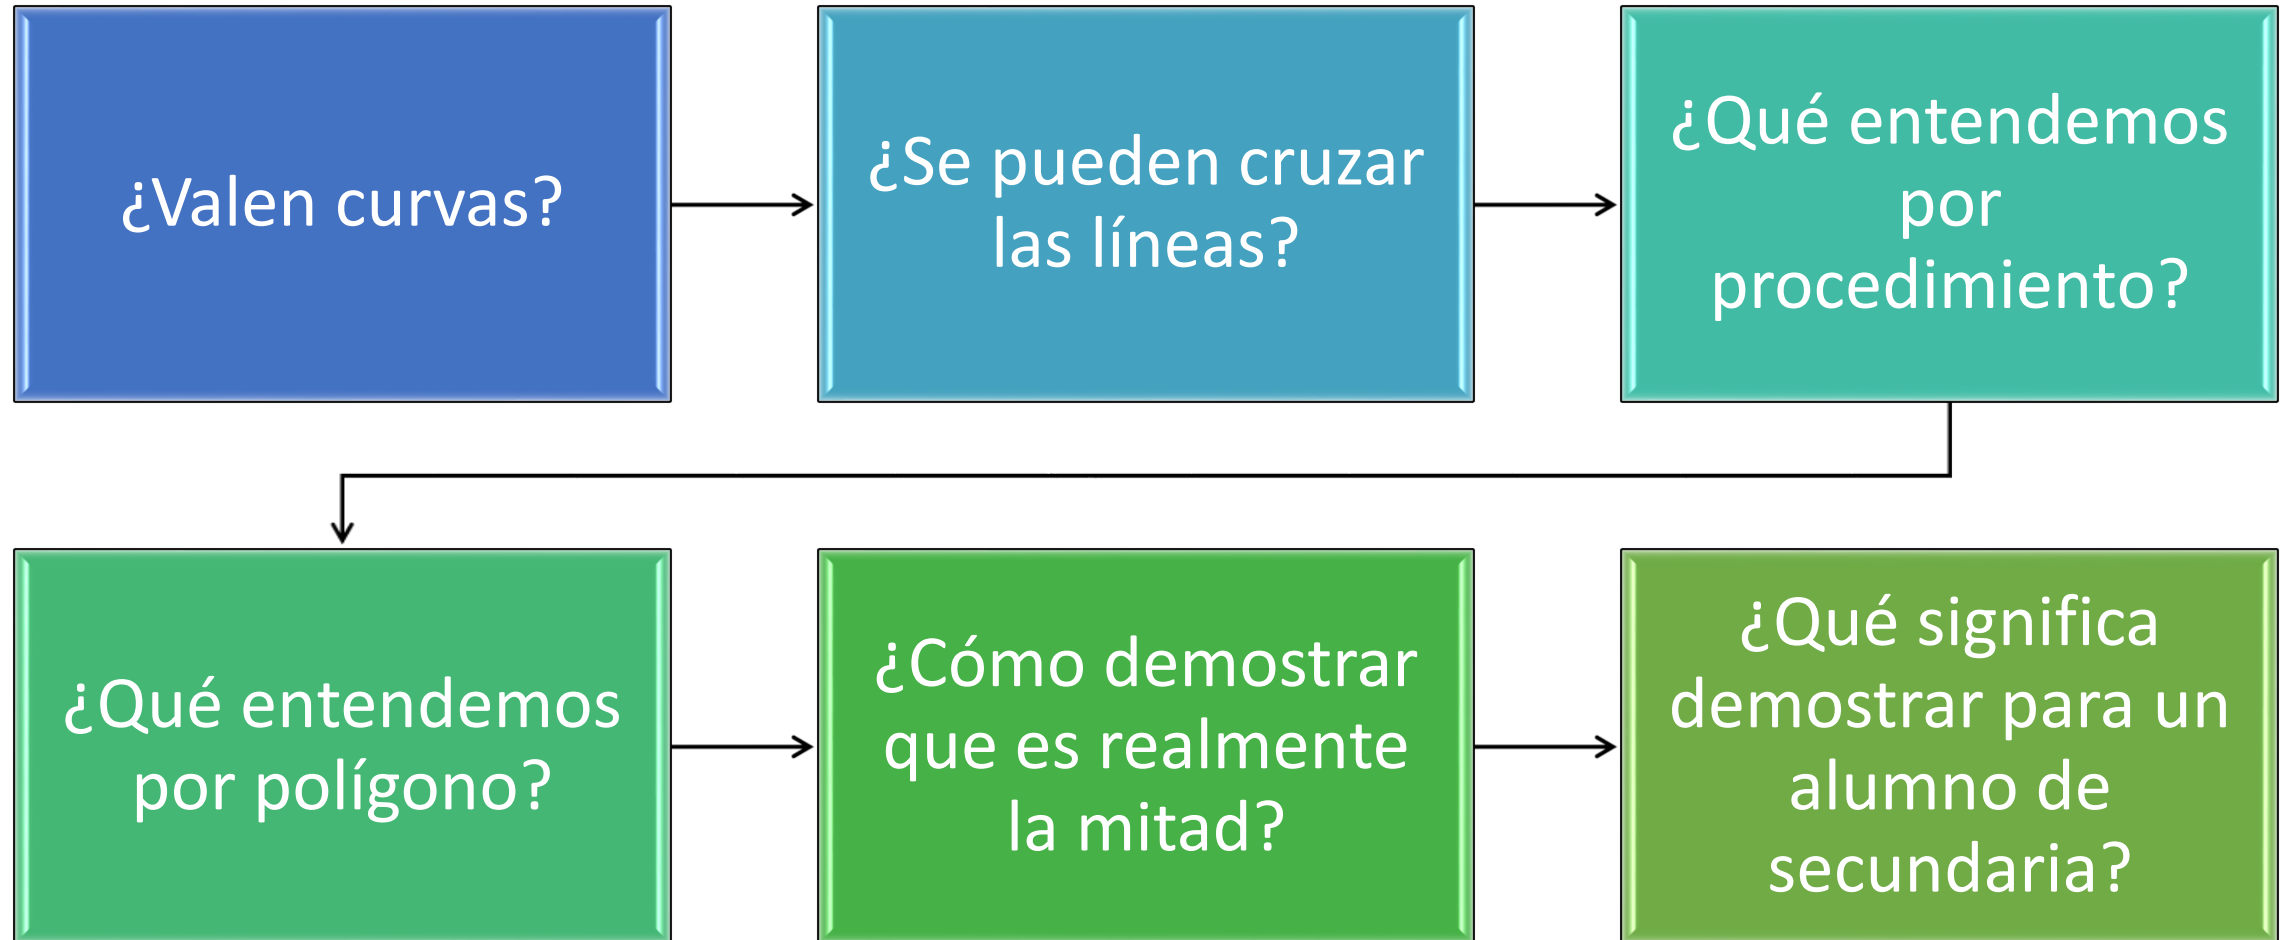 ¿Valen curvas?
¿Se pueden cruzar
las líneas?
¿Qué entendemos
por
procedimiento?
¿Qué entendemos
por polígono?
¿Cómo demostrar
que es realmente
la mitad?
¿Qué significa
demostrar para un
alumno de
secundaria?